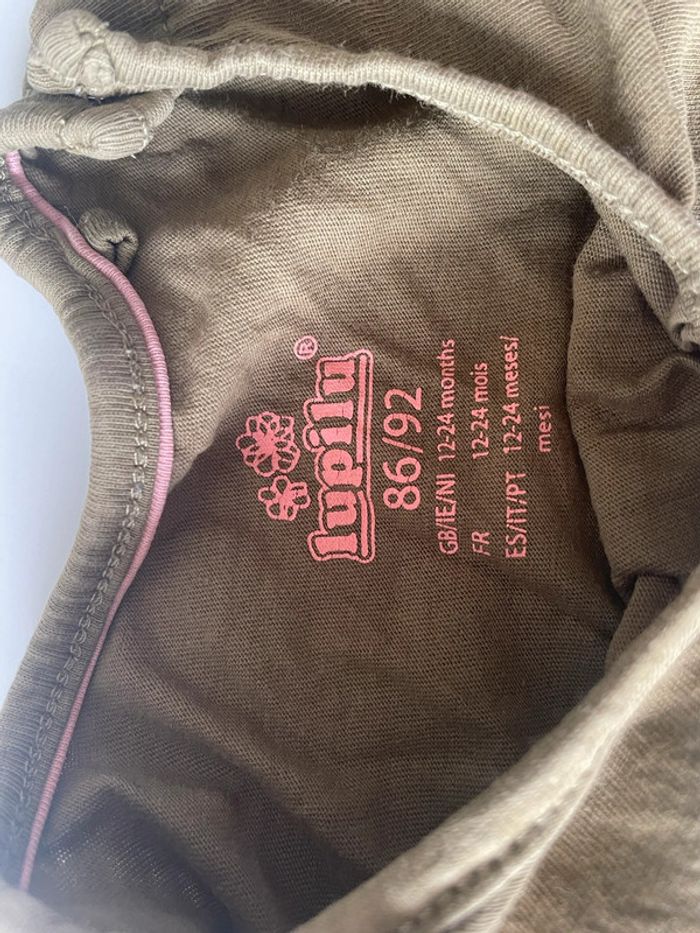 lupilu®
86/92
GB/IE/NI 12-24 months
FR 12-24 mois
ES/IT/PT 12-24 meses/
mesi